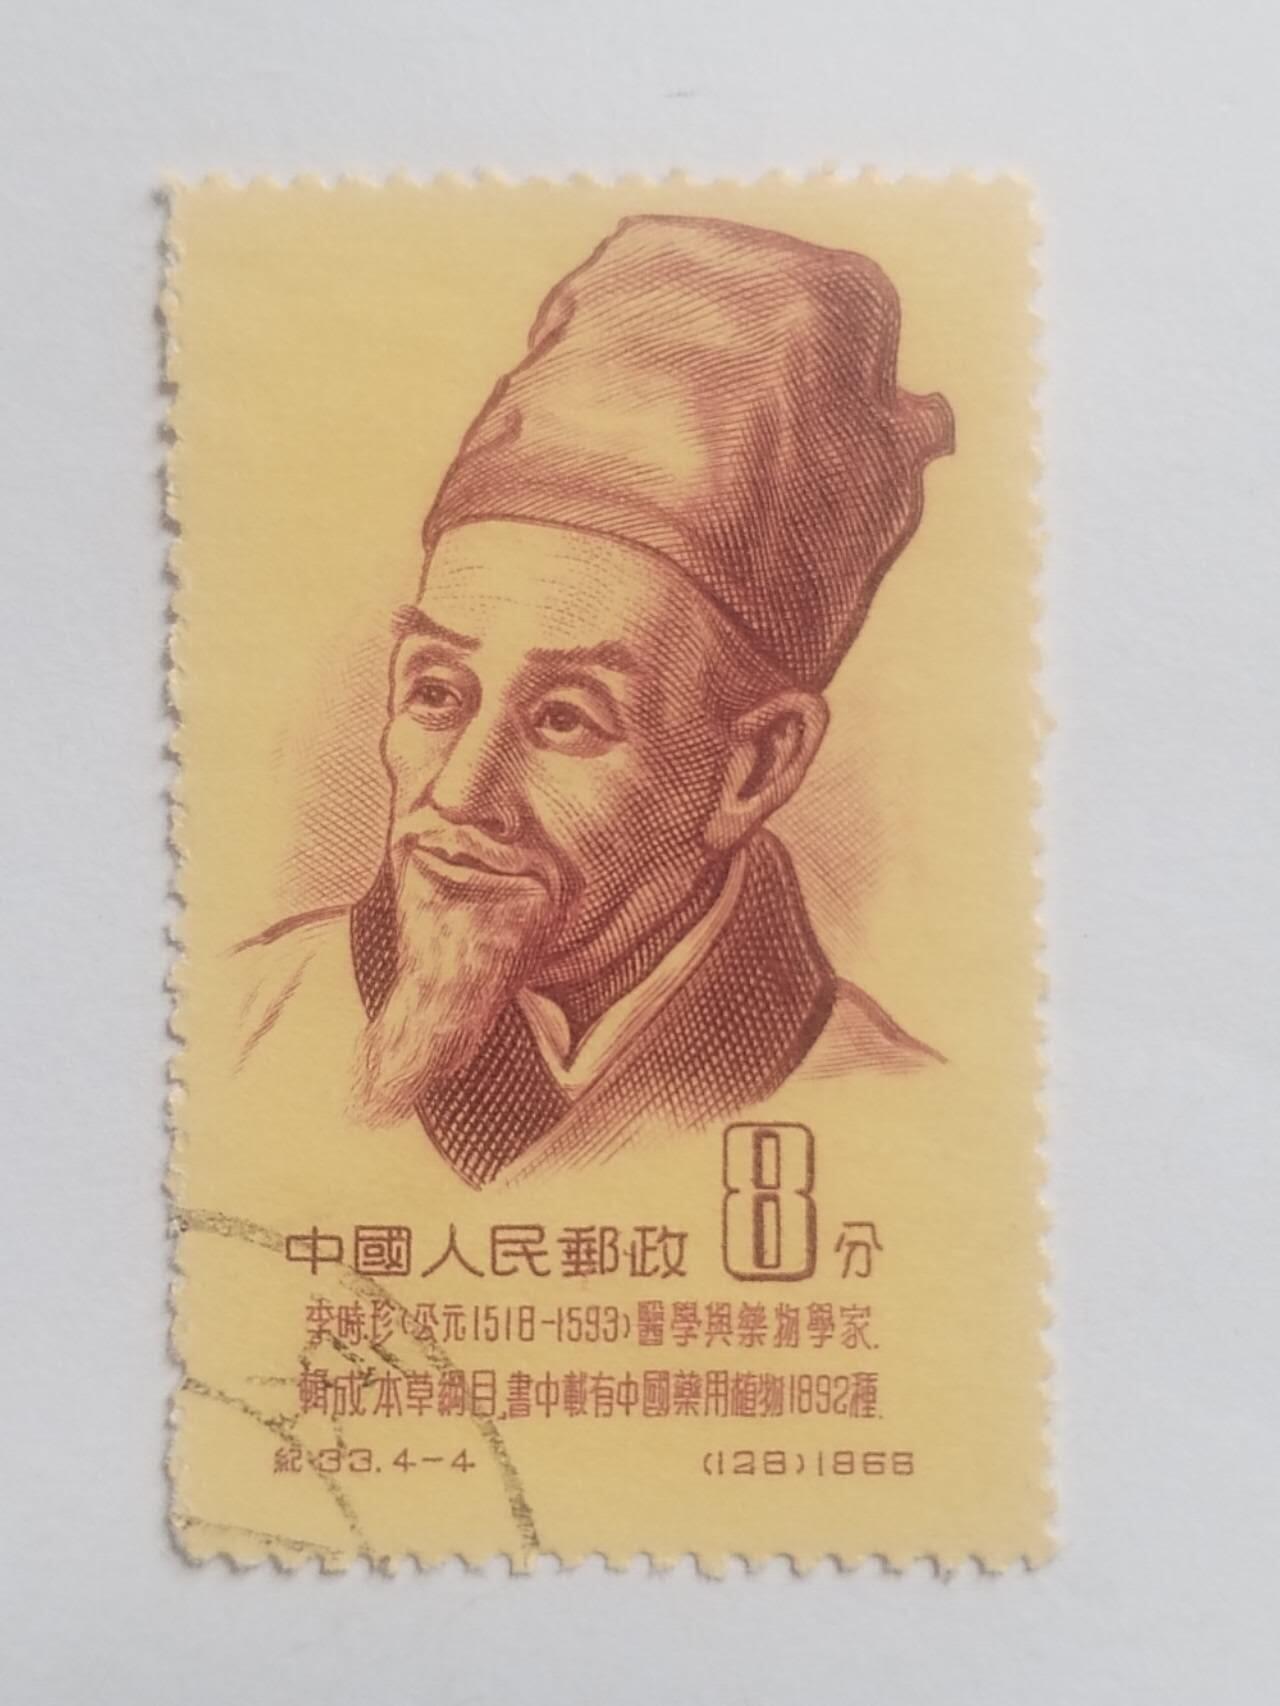 中國人民郵政 8分
李時珍(公元1518-1593)醫學與藥物學家.
輯成「本草綱目」,書中載有中國藥用植物1892種.
紀33.4-4 (128)1955